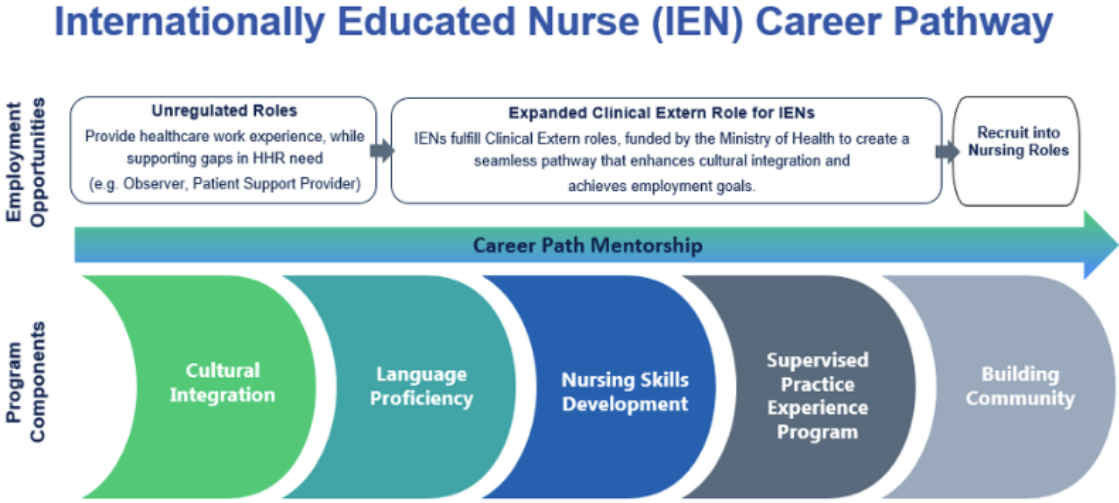 Internationally Educated Nurse (IEN) Career Pathway
Employment
Opportunities
Unregulated Roles
Provide healthcare work experience, while
supporting gaps in HHR need
(e.g. Observer, Patient Support Provider)
Expanded Clinical Extern Role for IENs
IENs fulfill Clinical Extern roles, funded by the Ministry of Health to create a
seamless pathway that enhances cultural integration and
achieves employment goals.
Recruit into
Nursing Roles
Career Path Mentorship
Program
Components
Cultural
Integration
Language
Proficiency
Nursing Skills
Development
Supervised
Practice
Experience
Program
Building
Community